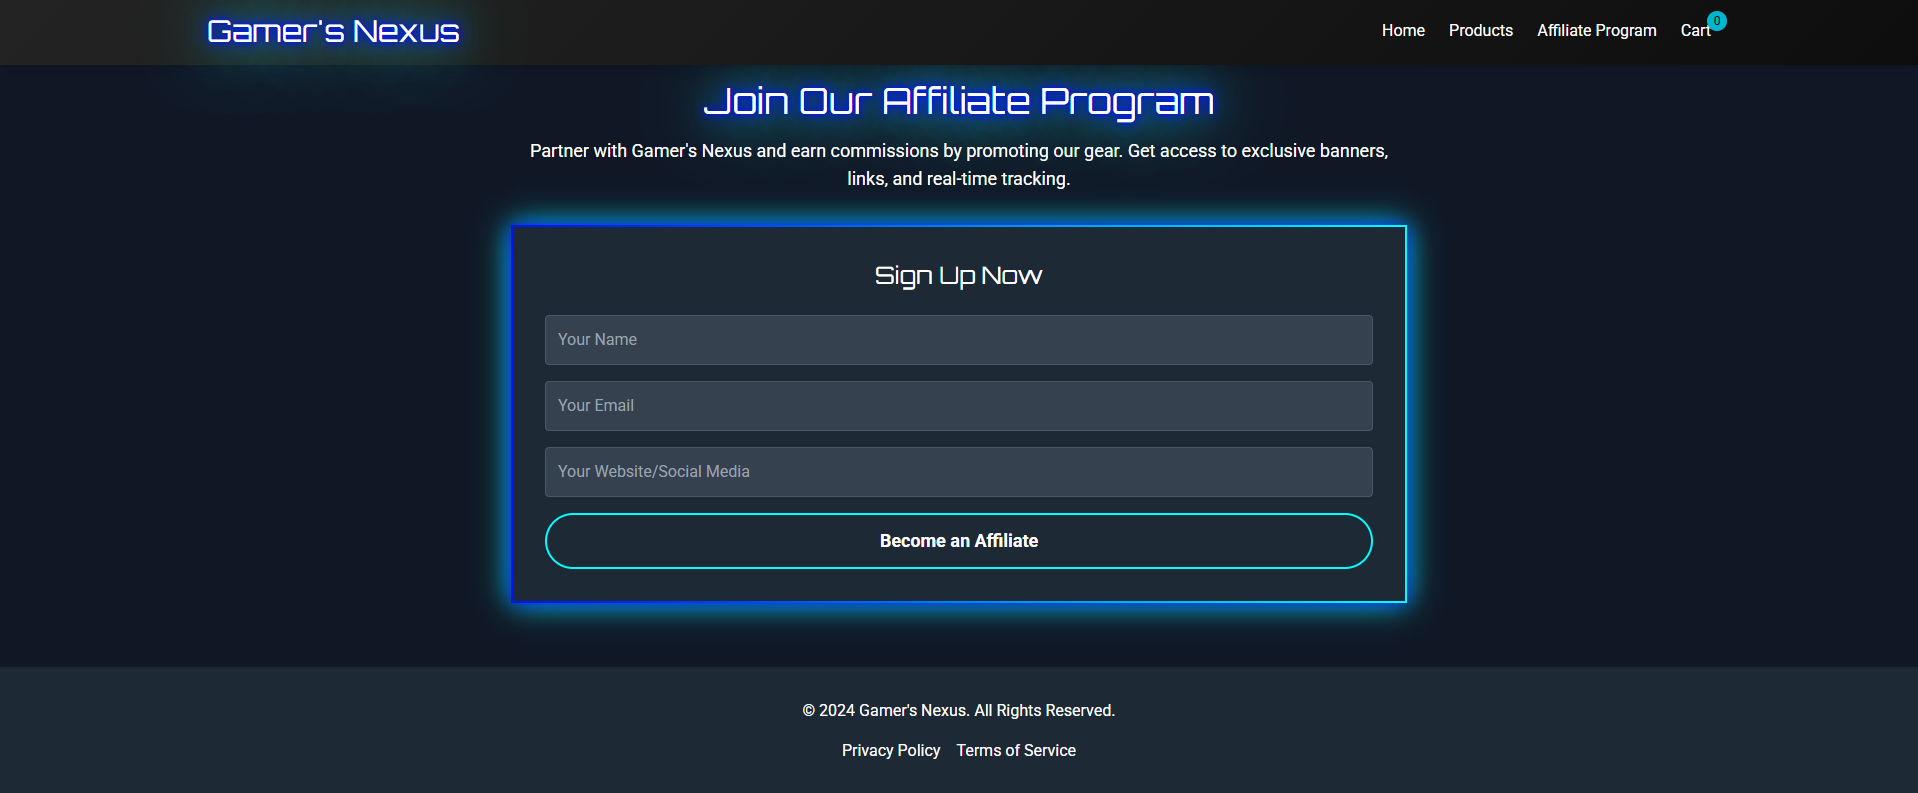 Gamer's Nexus
Home
Products
Affiliate Program
Cart
0
Join Our Affiliate Program
Partner with Gamer's Nexus and earn commissions by promoting our gear. Get access to exclusive banners,
links, and real-time tracking.
Sign Up Now
Your Name
Your Email
Your Website/Social Media
Become an Affiliate
© 2024 Gamer's Nexus. All Rights Reserved.
Privacy Policy Terms of Service